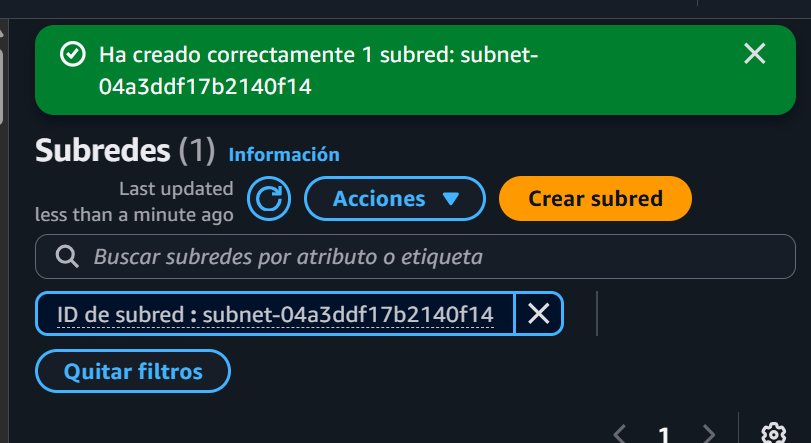 Ha creado correctamente 1 subred: subnet-
04a3ddf17b2140f14
Subredes (1) Información
Last updated
less than a minute ago
Acciones
Crear subred
Buscar subredes por atributo o etiqueta
ID de subred : subnet-04a3ddf17b2140f14
Quitar filtros
1